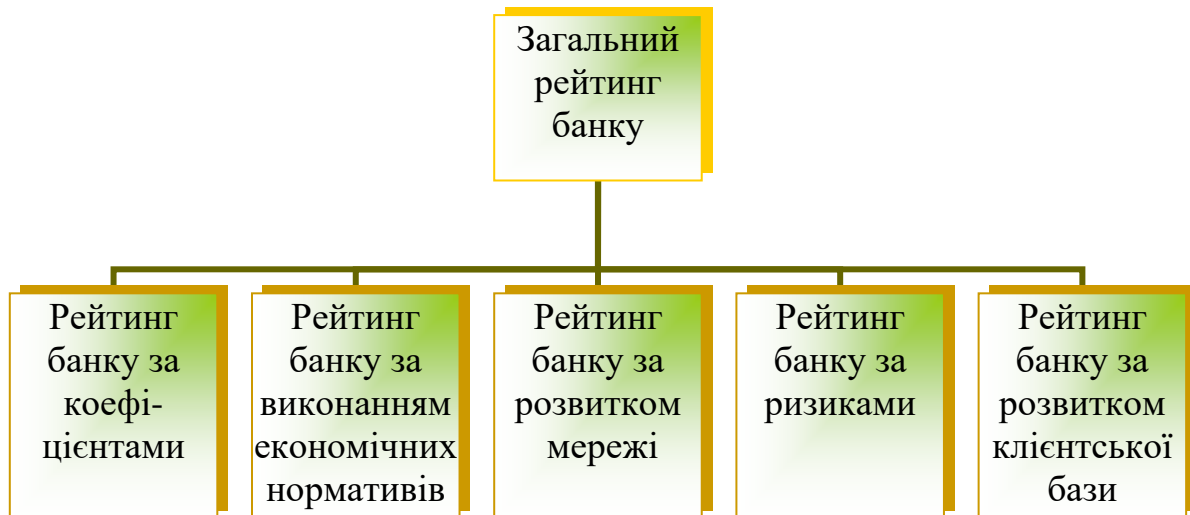 Загальний
рейтинг
банку
Рейтинг
банку за
коефі-
цієнтами
Рейтинг
банку за
виконанням
економічних
нормативів
Рейтинг
банку за
розвитком
мережі
Рейтинг
банку за
ризиками
Рейтинг
банку за
розвитком
клієнтської
бази